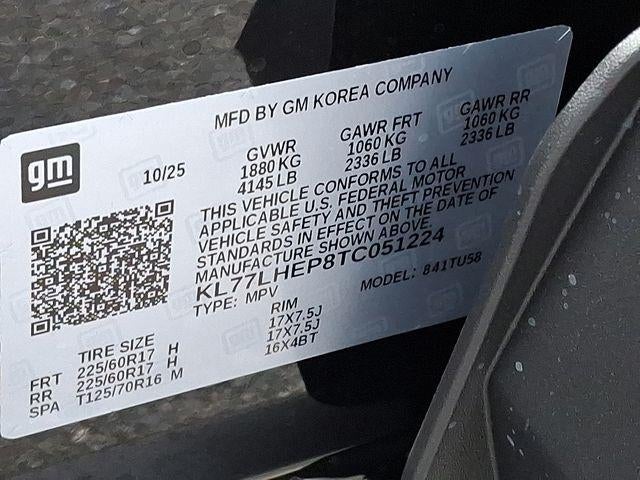 MFD BY GM KOREA COMPANY
gm
10/25
GVWR
1880 KG
4145 LB
GAWR FRT
1060 KG
2336 LB
GAWR RR
1060 KG
2336 LB
THIS VEHICLE CONFORMS TO ALL
APPLICABLE U.S. FEDERAL MOTOR
VEHICLE SAFETY AND THEFT PREVENTION
STANDARDS IN EFFECT ON THE DATE OF
MANUFACTURE SHOWN ABOVE.
KL77LHEP8TC051224
TYPE: MPV
MODEL: 841TU58
TIRE SIZE
RIM
FRT 225/60R17 H 17X7.5J
RR 225/60R17 H 17X7.5J
SPA T125/70R16 M 16X4BT